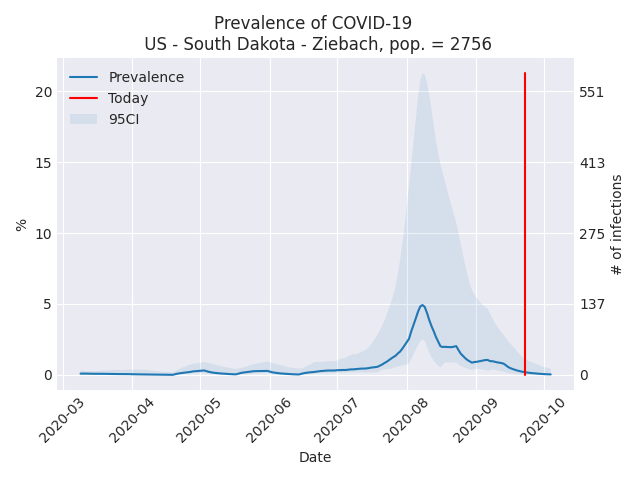 Prevalence of COVID-19
US - South Dakota - Ziebach, pop. = 2756
Prevalence
Today
95CI
%
20
15
10
5
0
551
413
275
137
0
# of infections
2020-03
2020-04
2020-05
2020-06
2020-07
2020-08
2020-09
2020-10
Date